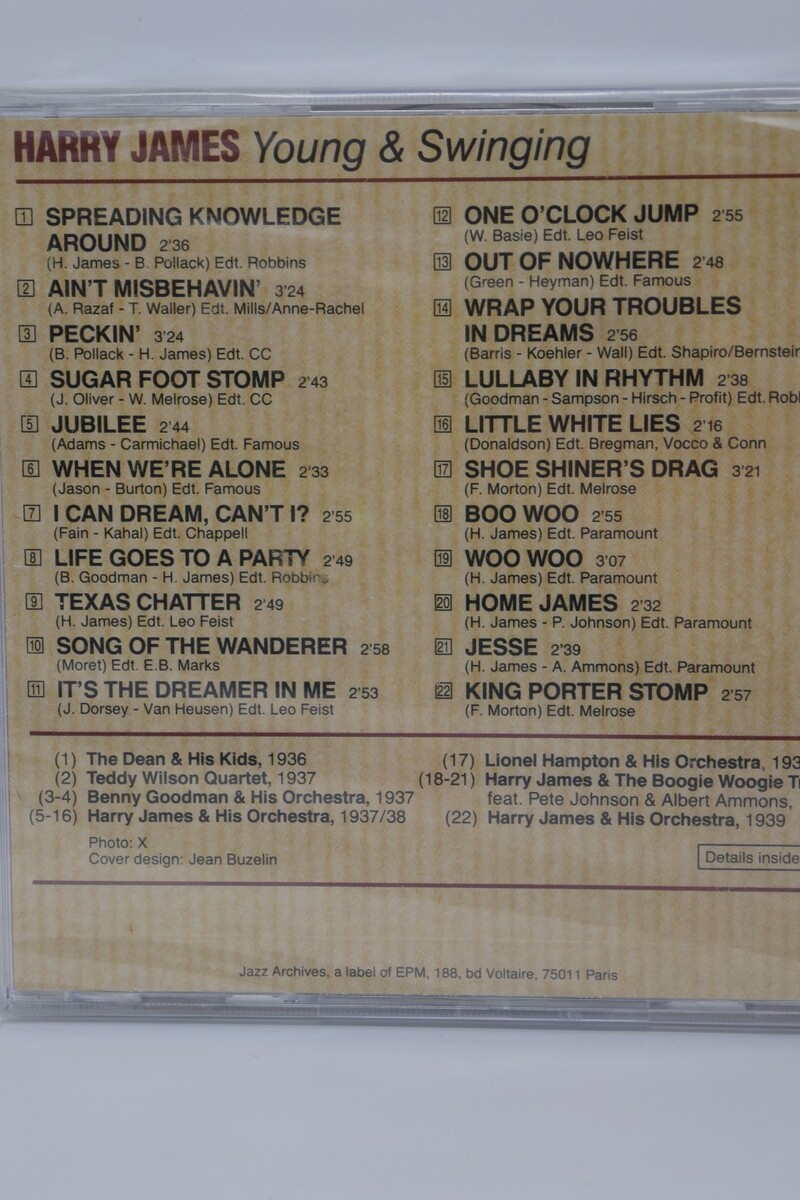 HARRY JAMES Young & Swinging
1 SPREADING KNOWLEDGE
AROUND 2'36
(H. James - B. Pollack) Edt. Robbins
2 AIN'T MISBEHAVIN' 3'24
(A. Razaf - T. Waller) Edt. Mills/Anne-Rachel
3 PECKIN' 3'24
(B. Pollack - H. James) Edt. CC
4 SUGAR FOOT STOMP 2'43
(J. Oliver - W. Melrose) Edt. CC
5 JUBILEE 2'44
(Adams - Carmichael) Edt. Famous
6 WHEN WE'RE ALONE 2'33
(Jason - Burton) Edt. Famous
7 I CAN DREAM, CAN'T I? 2'55
(Fain - Kahal) Edt. Chappell
8 LIFE GOES TO A PARTY 2'49
(B. Goodman - H. James) Edt. Robbins
9 TEXAS CHATTER 2'49
(H. James) Edt. Leo Feist
10 SONG OF THE WANDERER 2'58
(Moret) Edt. E.B. Marks
11 IT'S THE DREAMER IN ME 2'53
(J. Dorsey - Van Heusen) Edt. Leo Feist
12 ONE O'CLOCK JUMP 2'55
(W. Basie) Edt. Leo Feist
13 OUT OF NOWHERE 2'48
(Green - Heyman) Edt. Famous
14 WRAP YOUR TROUBLES
IN DREAMS 2'56
(Barris - Koehler - Wall) Edt. Shapiro/Bernstein
15 LULLABY IN RHYTHM 2'38
(Goodman - Sampson - Hirsch - Profit) Edt.
16 LITTLE WHITE LIES 2'16
(Donaldson) Edt. Bregman, Vocco & Conn
17 SHOE SHINER'S DRAG 3'21
(F. Morton) Edt. Melrose
18 BOO WOO 2'55
(H. James) Edt. Paramount
19 WOO WOO 3'07
(H. James) Edt. Paramount
20 HOME JAMES 2'32
(H. James - P. Johnson) Edt. Paramount
21 JESSE 2'39
(H. James - A. Ammons) Edt. Paramount
22 KING PORTER STOMP 2'57
(F. Morton) Edt. Melrose
(1) The Dean & His Kids, 1936
(2) Teddy Wilson Quartet, 1937
(3-4) Benny Goodman & His Orchestra, 1937
(5-16) Harry James & His Orchestra, 1937/38
Photo: X
Cover design: Jean Buzelin
(17) Lionel Hampton & His Orchestra,
(18-21) Harry James & The Boogie Woogie
feat. Pete Johnson & Albert Ammons,
(22) Harry James & His Orchestra, 1939
Details inside
Jazz Archives, a label of EPM, 188, bd Voltaire, 75011 Paris